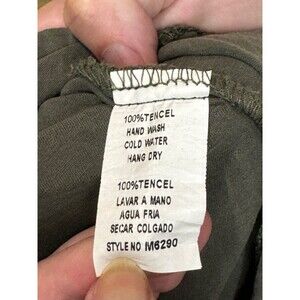 100%TENCEL
HAND WASH
COLD WATER
HANG DRY
100%TENCEL
LAVAR A MANO
AGUA FRIA
SECAR COLGADO
STYLE NO M6290